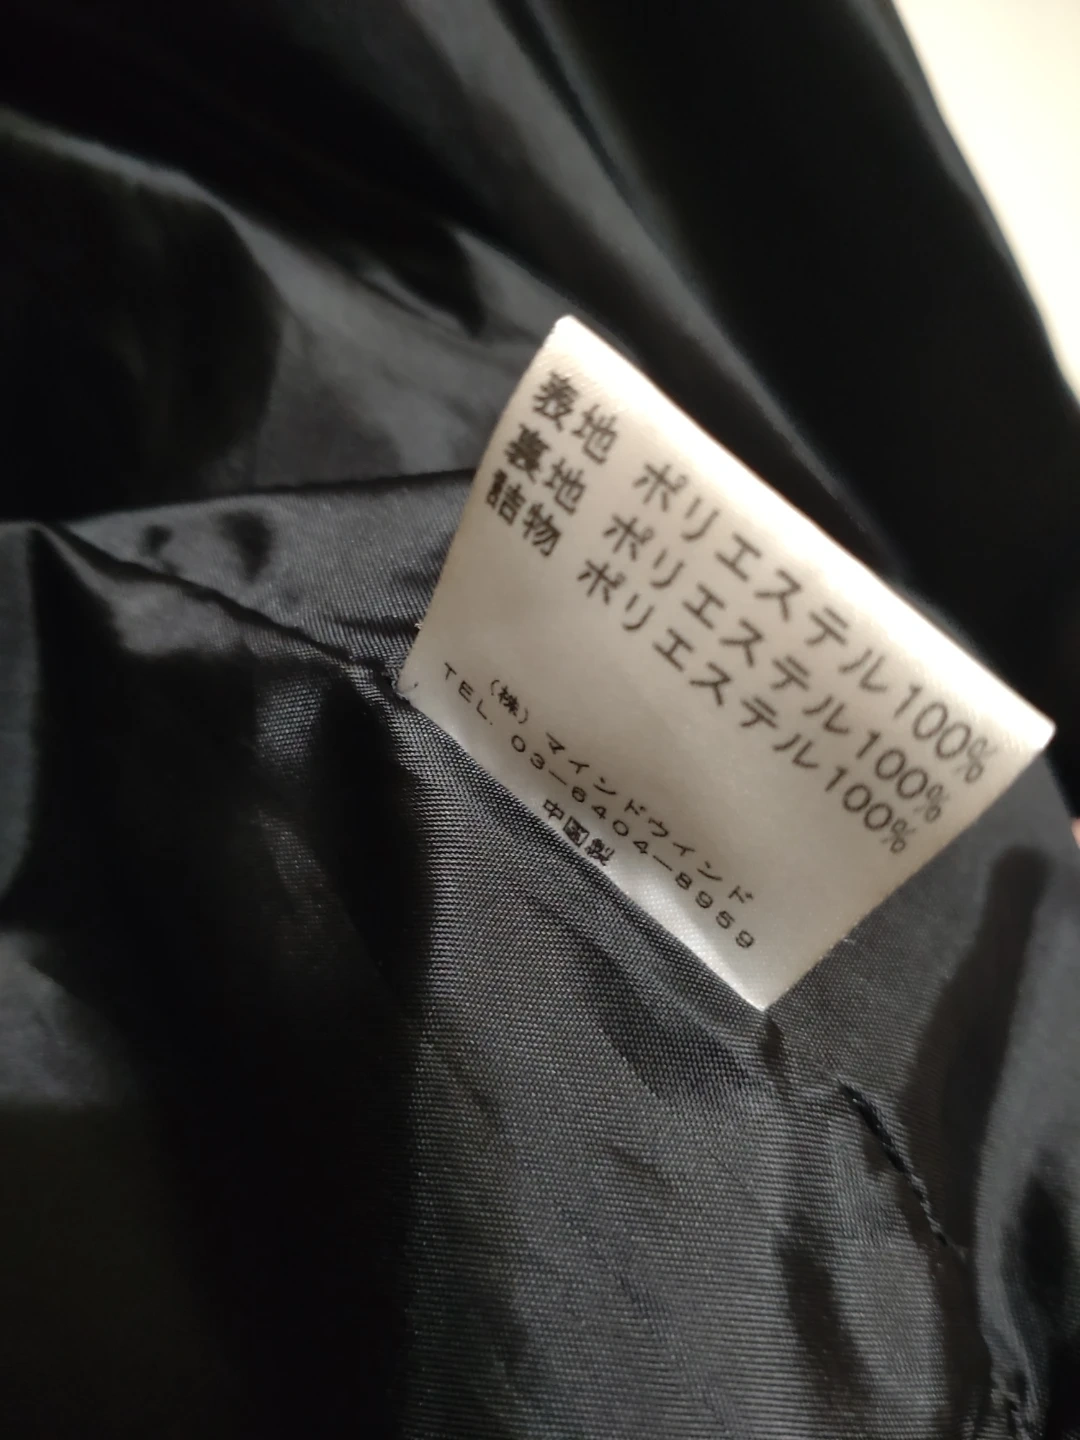 表地 ポリエステル100%
裏地 ポリエステル100%
詰物 ポリエステル100%
(株)マインドウインド
TEL. 03-6404-8959
中国製